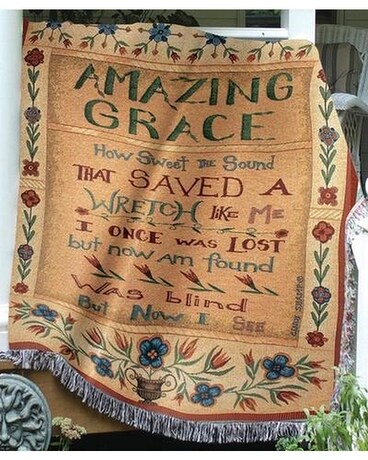 AMAZING
GRACE
How Sweet THE Sound
THAT SAVED A
WRETCH LIKE ME
I ONCE WAS LOST
but now am found
WAS blind
But Now I SEE